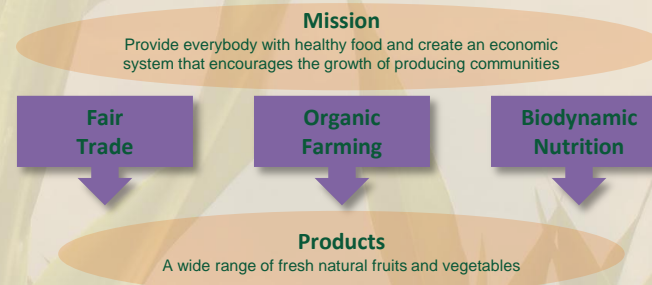 Mission
Provide everybody with healthy food and create an economic
system that encourages the growth of producing communities
Fair
Trade
Organic
Farming
Biodynamic
Nutrition
Products
A wide range of fresh natural fruits and vegetables